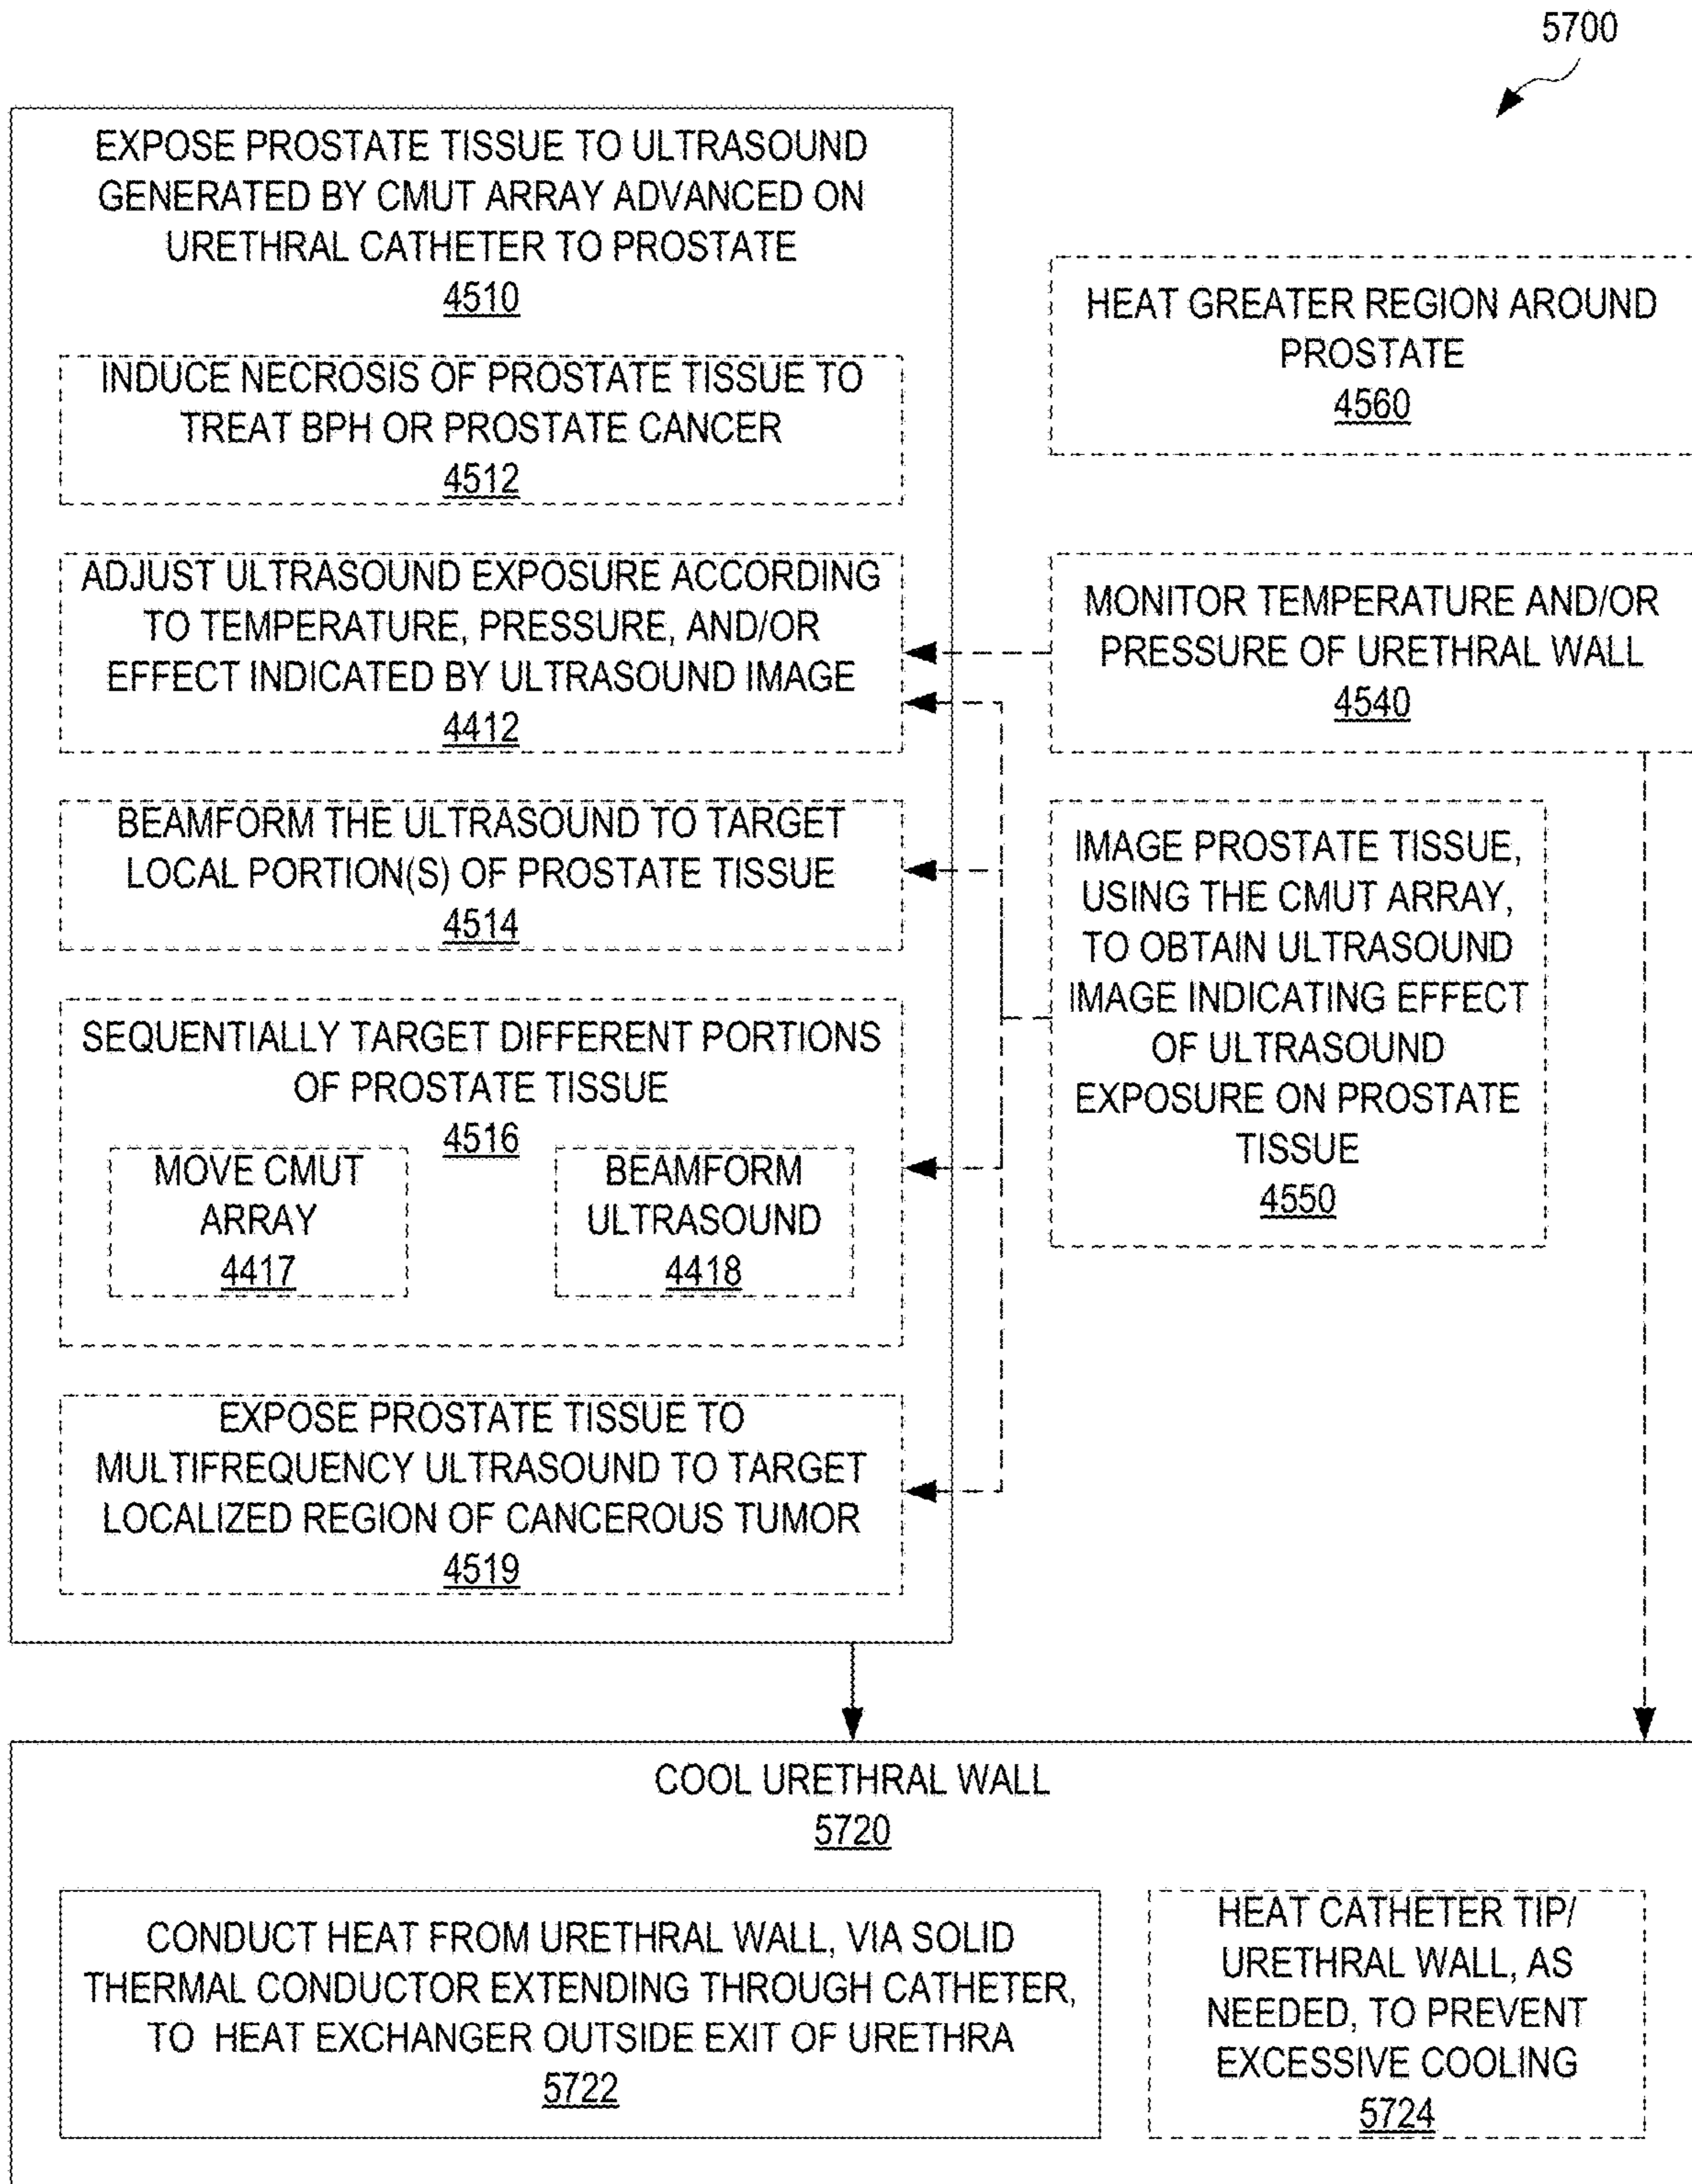 5700
EXPOSE PROSTATE TISSUE TO ULTRASOUND
GENERATED BY CMUT ARRAY ADVANCED ON
URETHRAL CATHETER TO PROSTATE
4510
INDUCE NECROSIS OF PROSTATE TISSUE TO
TREAT BPH OR PROSTATE CANCER
4512
ADJUST ULTRASOUND EXPOSURE ACCORDING
TO TEMPERATURE, PRESSURE, AND/OR
EFFECT INDICATED BY ULTRASOUND IMAGE
4412
BEAMFORM THE ULTRASOUND TO TARGET
LOCAL PORTION(S) OF PROSTATE TISSUE
4514
SEQUENTIALLY TARGET DIFFERENT PORTIONS
OF PROSTATE TISSUE
4516
MOVE CMUT
ARRAY
4417
BEAMFORM
ULTRASOUND
4418
EXPOSE PROSTATE TISSUE TO
MULTIFREQUENCY ULTRASOUND TO TARGET
LOCALIZED REGION OF CANCEROUS TUMOR
4519
HEAT GREATER REGION AROUND
PROSTATE
4560
MONITOR TEMPERATURE AND/OR
PRESSURE OF URETHRAL WALL
4540
IMAGE PROSTATE TISSUE,
USING THE CMUT ARRAY,
TO OBTAIN ULTRASOUND
IMAGE INDICATING EFFECT
OF ULTRASOUND
EXPOSURE ON PROSTATE
TISSUE
4550
COOL URETHRAL WALL
5720
CONDUCT HEAT FROM URETHRAL WALL, VIA SOLID
THERMAL CONDUCTOR EXTENDING THROUGH CATHETER,
TO HEAT EXCHANGER OUTSIDE EXIT OF URETHRA
5722
HEAT CATHETER TIP/
URETHRAL WALL, AS
NEEDED, TO PREVENT
EXCESSIVE COOLING
5724